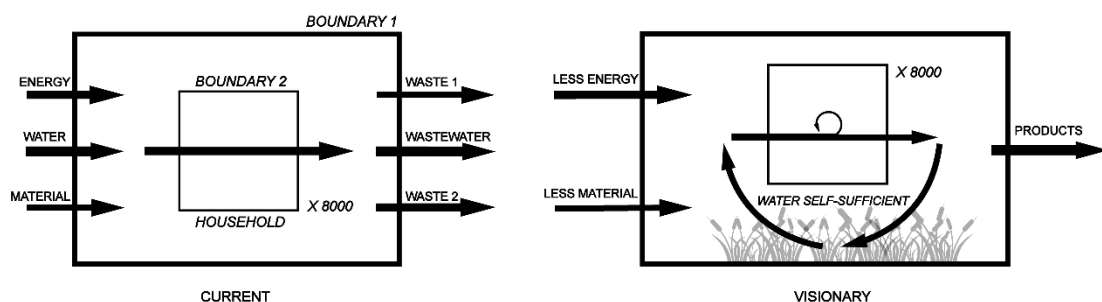 BOUNDARY 1
ENERGY
WATER
MATERIAL
BOUNDARY 2
HOUSEHOLD
X 8000
WASTE 1
WASTEWATER
WASTE 2
CURRENT
LESS ENERGY
LESS MATERIAL
X 8000
WATER SELF-SUFFICIENT
PRODUCTS
VISIONARY